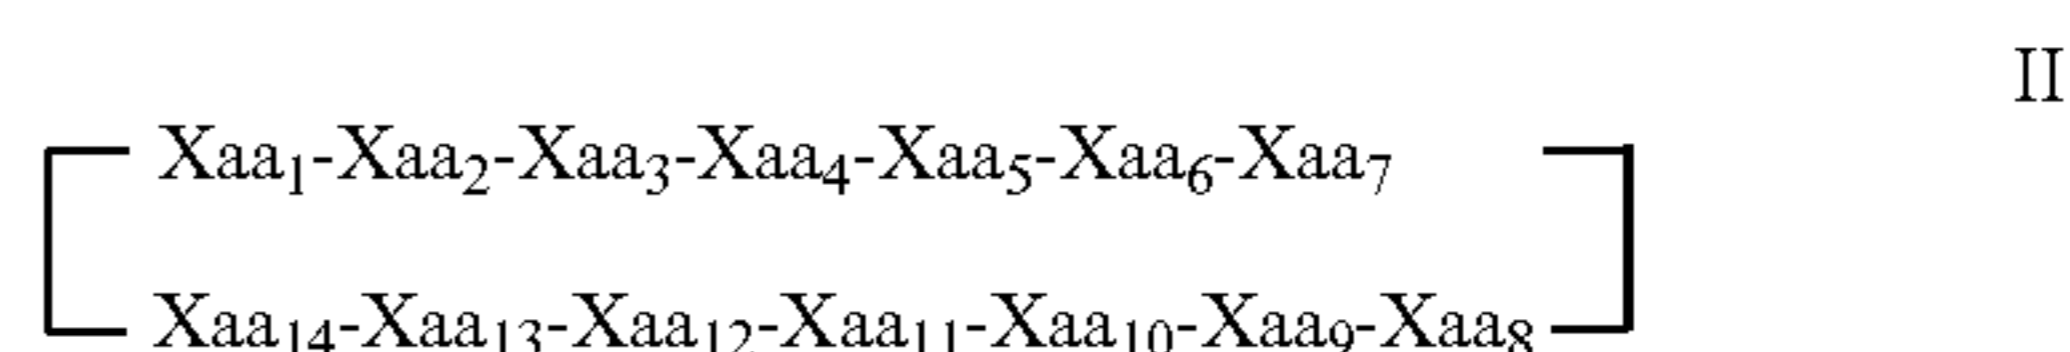 II
Xaa₁-Xaa₂-Xaa₃-Xaa₄-Xaa₅-Xaa₆-Xaa₇
Xaa₁₄-Xaa₁₃-Xaa₁₂-Xaa₁₁-Xaa₁₀-Xaa₉-Xaa₈